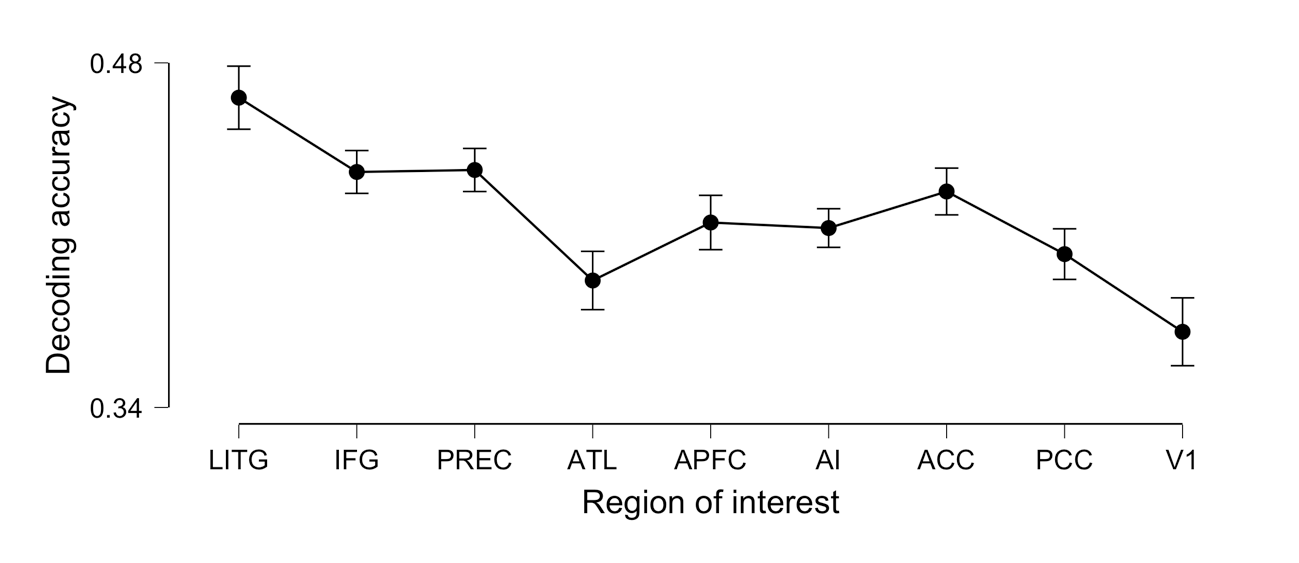 0.48
Decoding accuracy
0.34
LITG IFG PREC ATL APFC AI ACC PCC V1
Region of interest